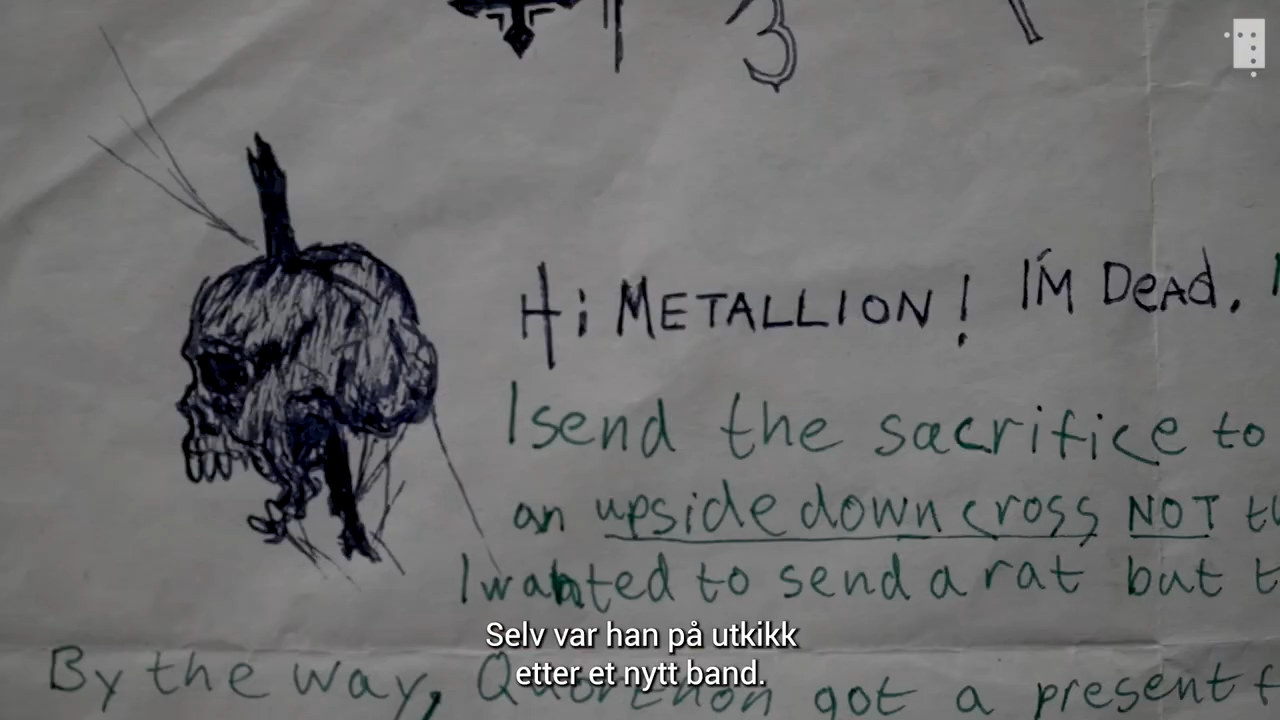 3
Hi METALLION! I'M DeAd.
I send the sacrifice to
an upside down cross NOT
I wanted to send a rat but
Selv var han på utkikk
etter et nytt band.
By the way, Quorthon got a present